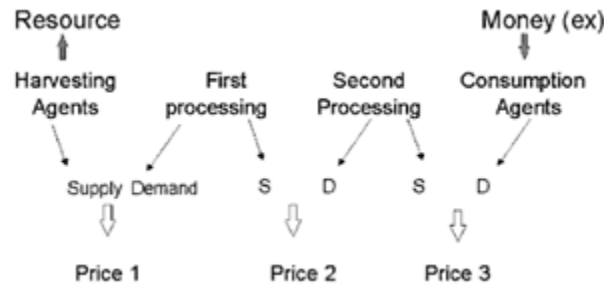 Resource Money (ex)
Harvesting First Second Consumption
Agents processing Processing Agents
Supply Demand S D S D
Price 1 Price 2 Price 3